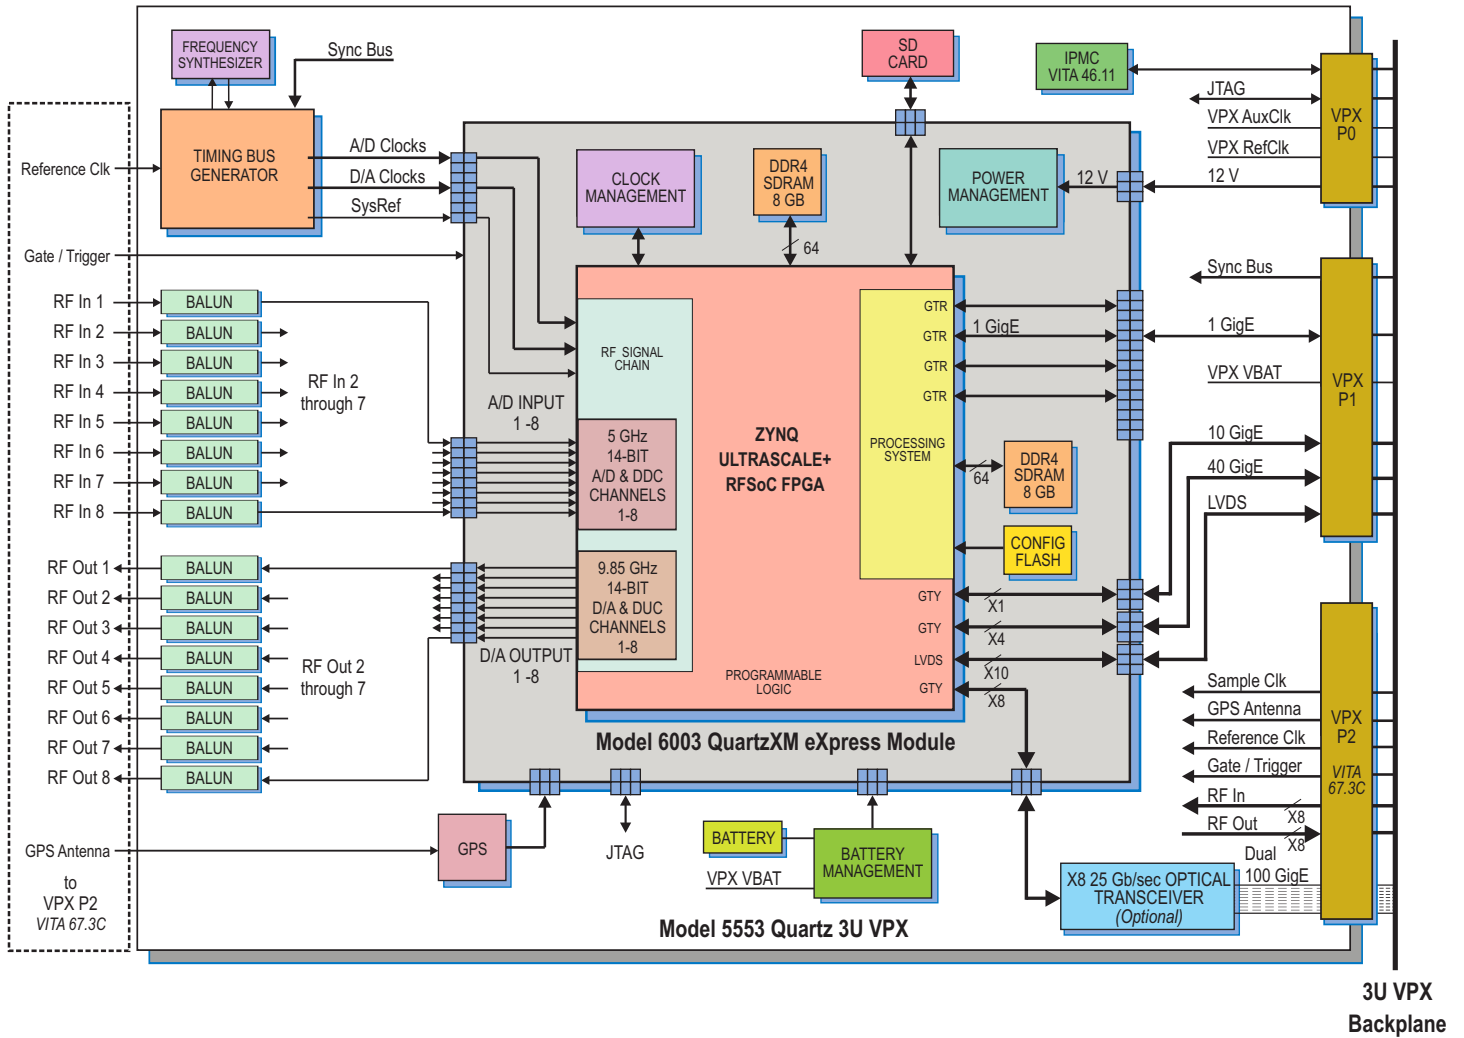 FREQUENCY
SYNTHESIZER
Sync Bus
SD
CARD
IPMC
VITA 46.11
JTAG
VPX AuxClk
VPX RefClk
12 V
VPX
P0
Reference Clk
TIMING BUS
GENERATOR
A/D Clocks
D/A Clocks
SysRef
CLOCK
MANAGEMENT
DDR4
SDRAM
8 GB
64
POWER
MANAGEMENT
12 V
Gate / Trigger
RF In 1
BALUN
RF In 2
BALUN
RF In 3
BALUN
RF In 4
BALUN
RF In 5
BALUN
RF In 6
BALUN
RF In 7
BALUN
RF In 8
BALUN
RF In 2
through 7
A/D INPUT
1 -8
RF SIGNAL
CHAIN
5 GHz
14-BIT
A/D & DDC
CHANNELS
1-8
9.85 GHz
14-BIT
D/A & DUC
CHANNELS
1-8
D/A OUTPUT
1 -8
ZYNQ
ULTRASCALE+
RFSoC FPGA
PROGRAMMABLE
LOGIC
PROCESSING
SYSTEM
GTR
GTR
1 GigE
GTR
GTR
64
DDR4
SDRAM
8 GB
CONFIG
FLASH
GTY
X1
GTY
X4
LVDS
X10
GTY
X8
Sync Bus
1 GigE
VPX VBAT
10 GigE
40 GigE
LVDS
VPX
P1
RF Out 1
BALUN
RF Out 2
BALUN
RF Out 3
BALUN
RF Out 4
BALUN
RF Out 5
BALUN
RF Out 6
BALUN
RF Out 7
BALUN
RF Out 8
BALUN
RF Out 2
through 7
Model 6003 QuartzXM eXpress Module
Sample Clk
GPS Antenna
Reference Clk
Gate / Trigger
RF In
X8
RF Out
X8
VPX
P2
VITA
67.3C
Dual
100 GigE
GPS Antenna
to
VPX P2
VITA 67.3C
GPS
JTAG
BATTERY
VPX VBAT
BATTERY
MANAGEMENT
X8 25 Gb/sec OPTICAL
TRANSCEIVER
(Optional)
Model 5553 Quartz 3U VPX
3U VPX
Backplane